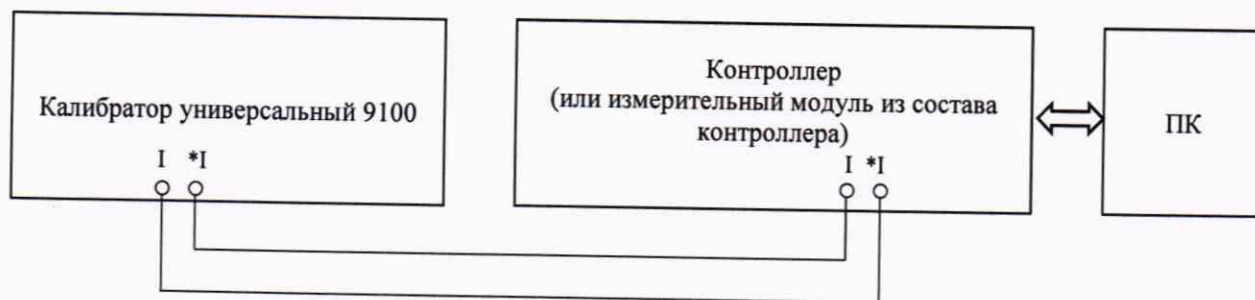 Калибратор универсальный 9100
I *I
Контроллер
(или измерительный модуль из состава
контроллера)
I *I
ПК